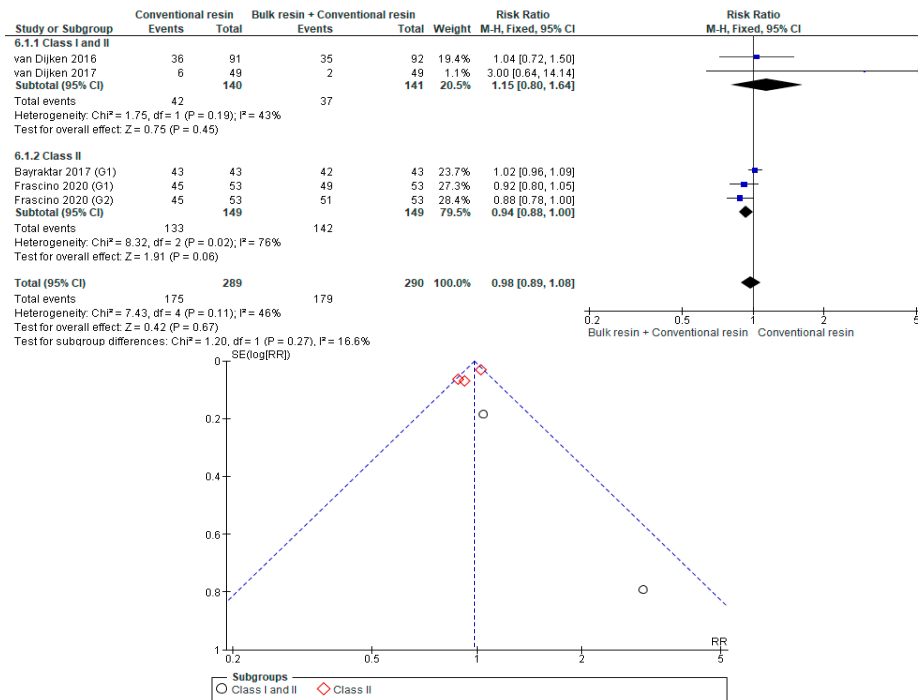 Conventional resin Bulk resin + Conventional resin Risk Ratio Risk Ratio
Study or Subgroup Events Total Events Total Weight M-H, Fixed, 95% CI M-H, Fixed, 95% CI
6.1.1 Class I and II
van Dijken 2016 36 91 35 92 19.4% 1.04 [0.72, 1.50]
van Dijken 2017 6 49 2 49 1.1% 3.00 [0.64, 14.14]
Subtotal (95% CI) 140 141 20.5% 1.15 [0.80, 1.64]
Total events 42 37
Heterogeneity: Chi² = 1.75, df = 1 (P = 0.19); I² = 43%
Test for overall effect: Z = 0.75 (P = 0.45)
6.1.2 Class II
Bayraktar 2017 (G1) 43 43 42 43 23.7% 1.02 [0.96, 1.09]
Frascino 2020 (G1) 45 53 49 53 27.3% 0.92 [0.80, 1.05]
Frascino 2020 (G2) 45 53 51 53 28.4% 0.88 [0.78, 1.00]
Subtotal (95% CI) 149 149 79.5% 0.94 [0.88, 1.00]
Total events 133 142
Heterogeneity: Chi² = 8.32, df = 2 (P = 0.02); I² = 76%
Test for overall effect: Z = 1.91 (P = 0.06)
Total (95% CI) 289 290 100.0% 0.98 [0.89, 1.08]
Total events 175 179
Heterogeneity: Chi² = 7.43, df = 4 (P = 0.11); I² = 46%
Test for overall effect: Z = 0.42 (P = 0.67)
Test for subgroup differences: Chi² = 1.20, df = 1 (P = 0.27), I² = 16.6%
0.2 0.5 1 2 5
Bulk resin + Conventional resin Conventional resin
SE(log[RR])
0
0.2
0.4
0.6
0.8
1
RR
0.2 0.5 1 2 5
Subgroups
Class I and II Class II